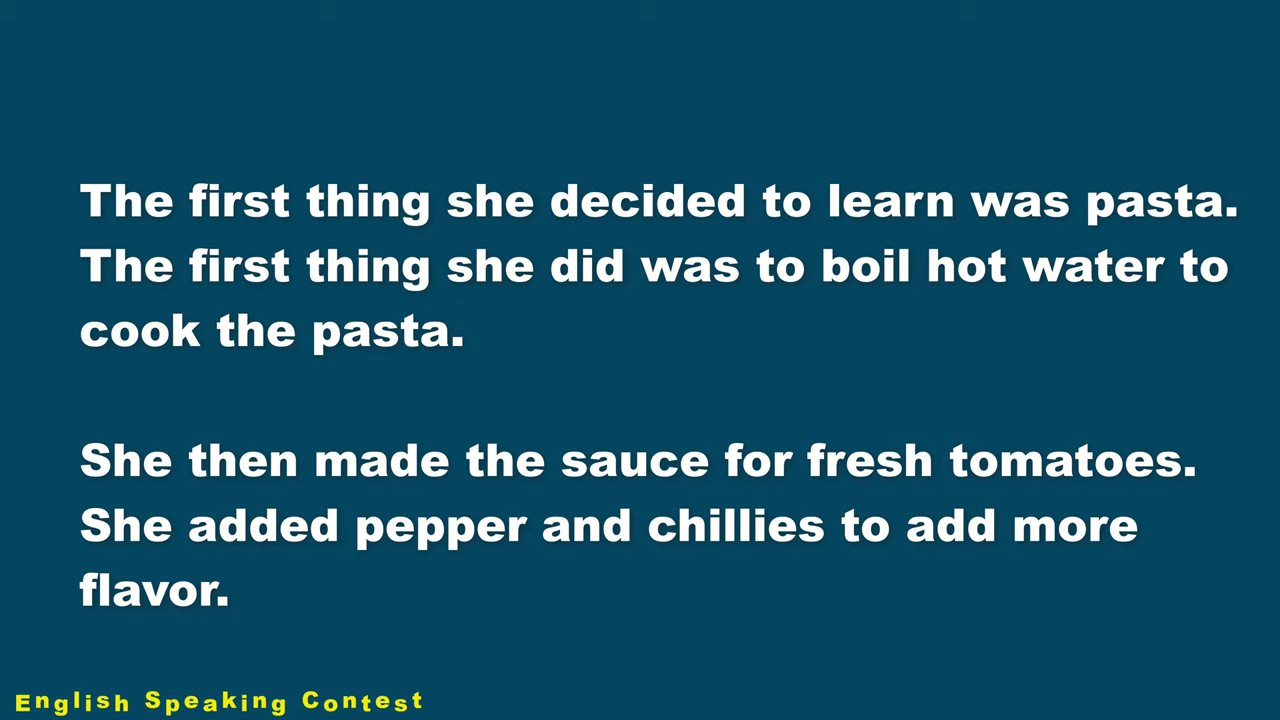 The first thing she decided to learn was pasta.
The first thing she did was to boil hot water to
cook the pasta.
She then made the sauce for fresh tomatoes.
She added pepper and chillies to add more
flavor.
English Speaking Contest